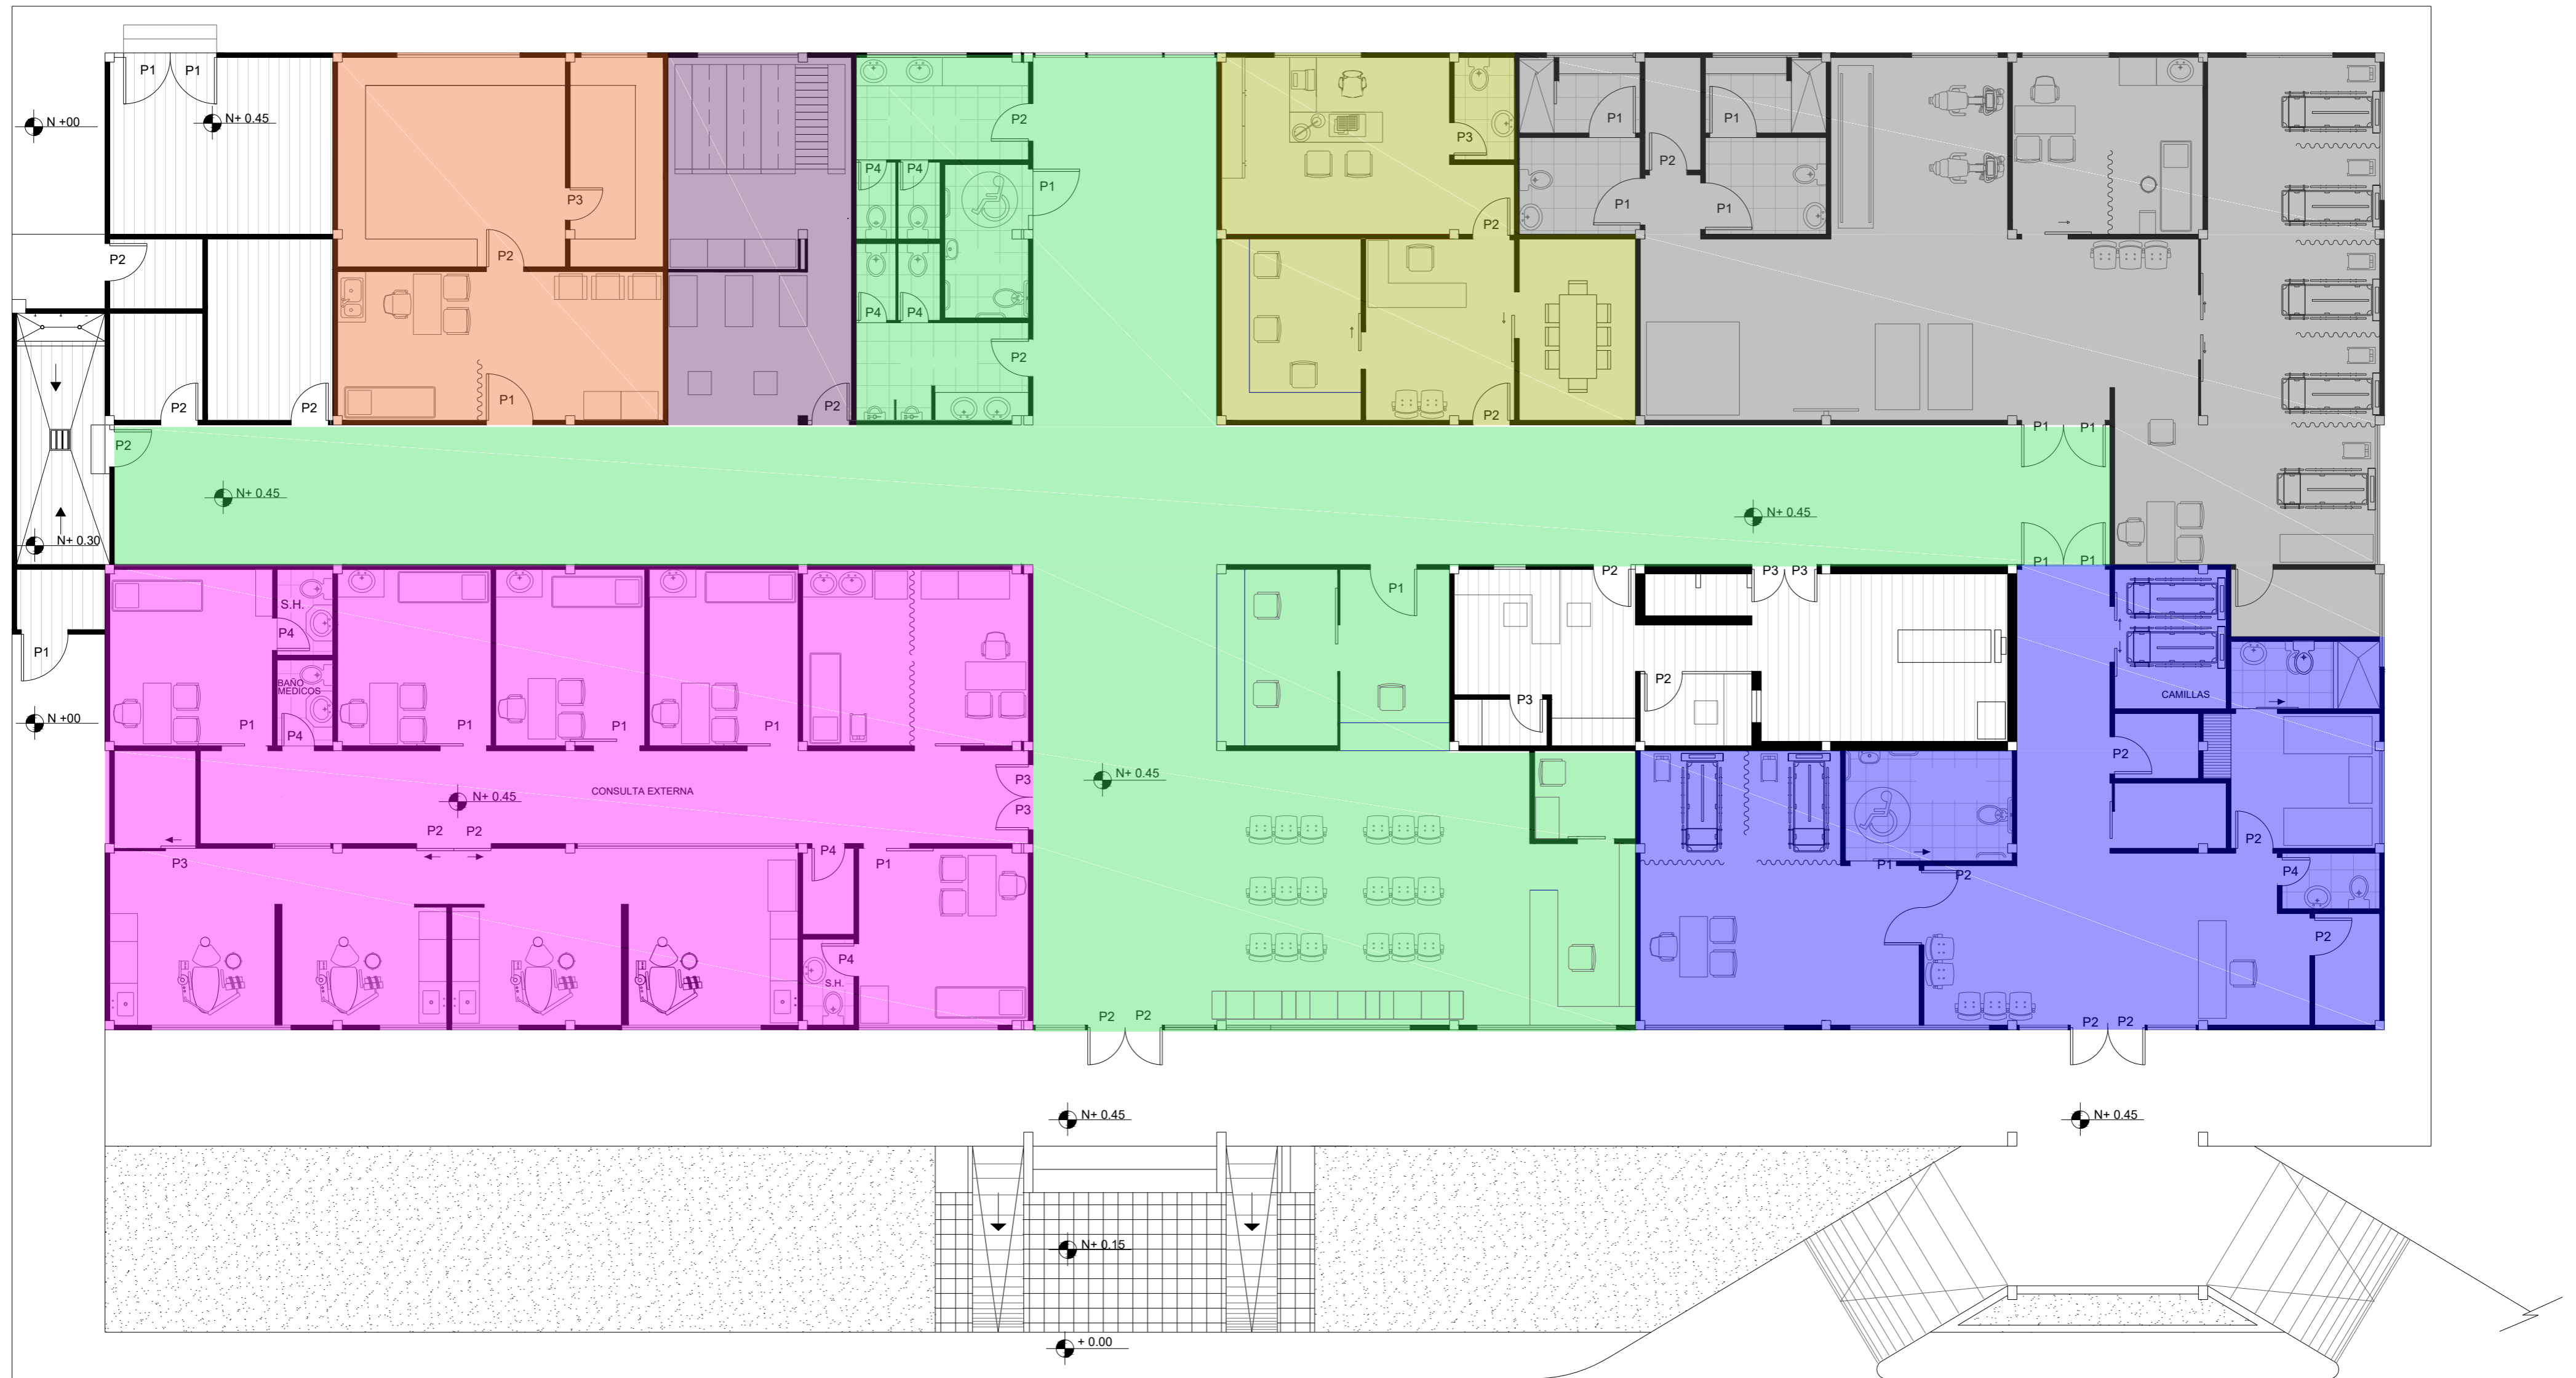 P1 P1
N +00
N+ 0.45
P2
P3
P2
P1
P2
P2
P2
P2
P4 P4
P1
P4 P4
P2
P2
P3
P2
P2
P1 P1
P2
P1 P1
P1 P1
P2
N+ 0.45
N+ 0.45
N+ 0.30
P1 P1
P1
S.H.
P4
BAÑO
MEDICOS
P4
P1 P1 P1 P1
P1
N +00
P1
P2
P3 P3
P3
P2
CAMILLAS
P2
P2
P4
P2
CONSULTA EXTERNA
N+ 0.45
P3
P3
N+ 0.45
P2 P2
P3
P4
P1
P4
S.H.
P1
P2
P2 P2
P2 P2
N+ 0.45
N+ 0.45
N+ 0.15
+ 0.00